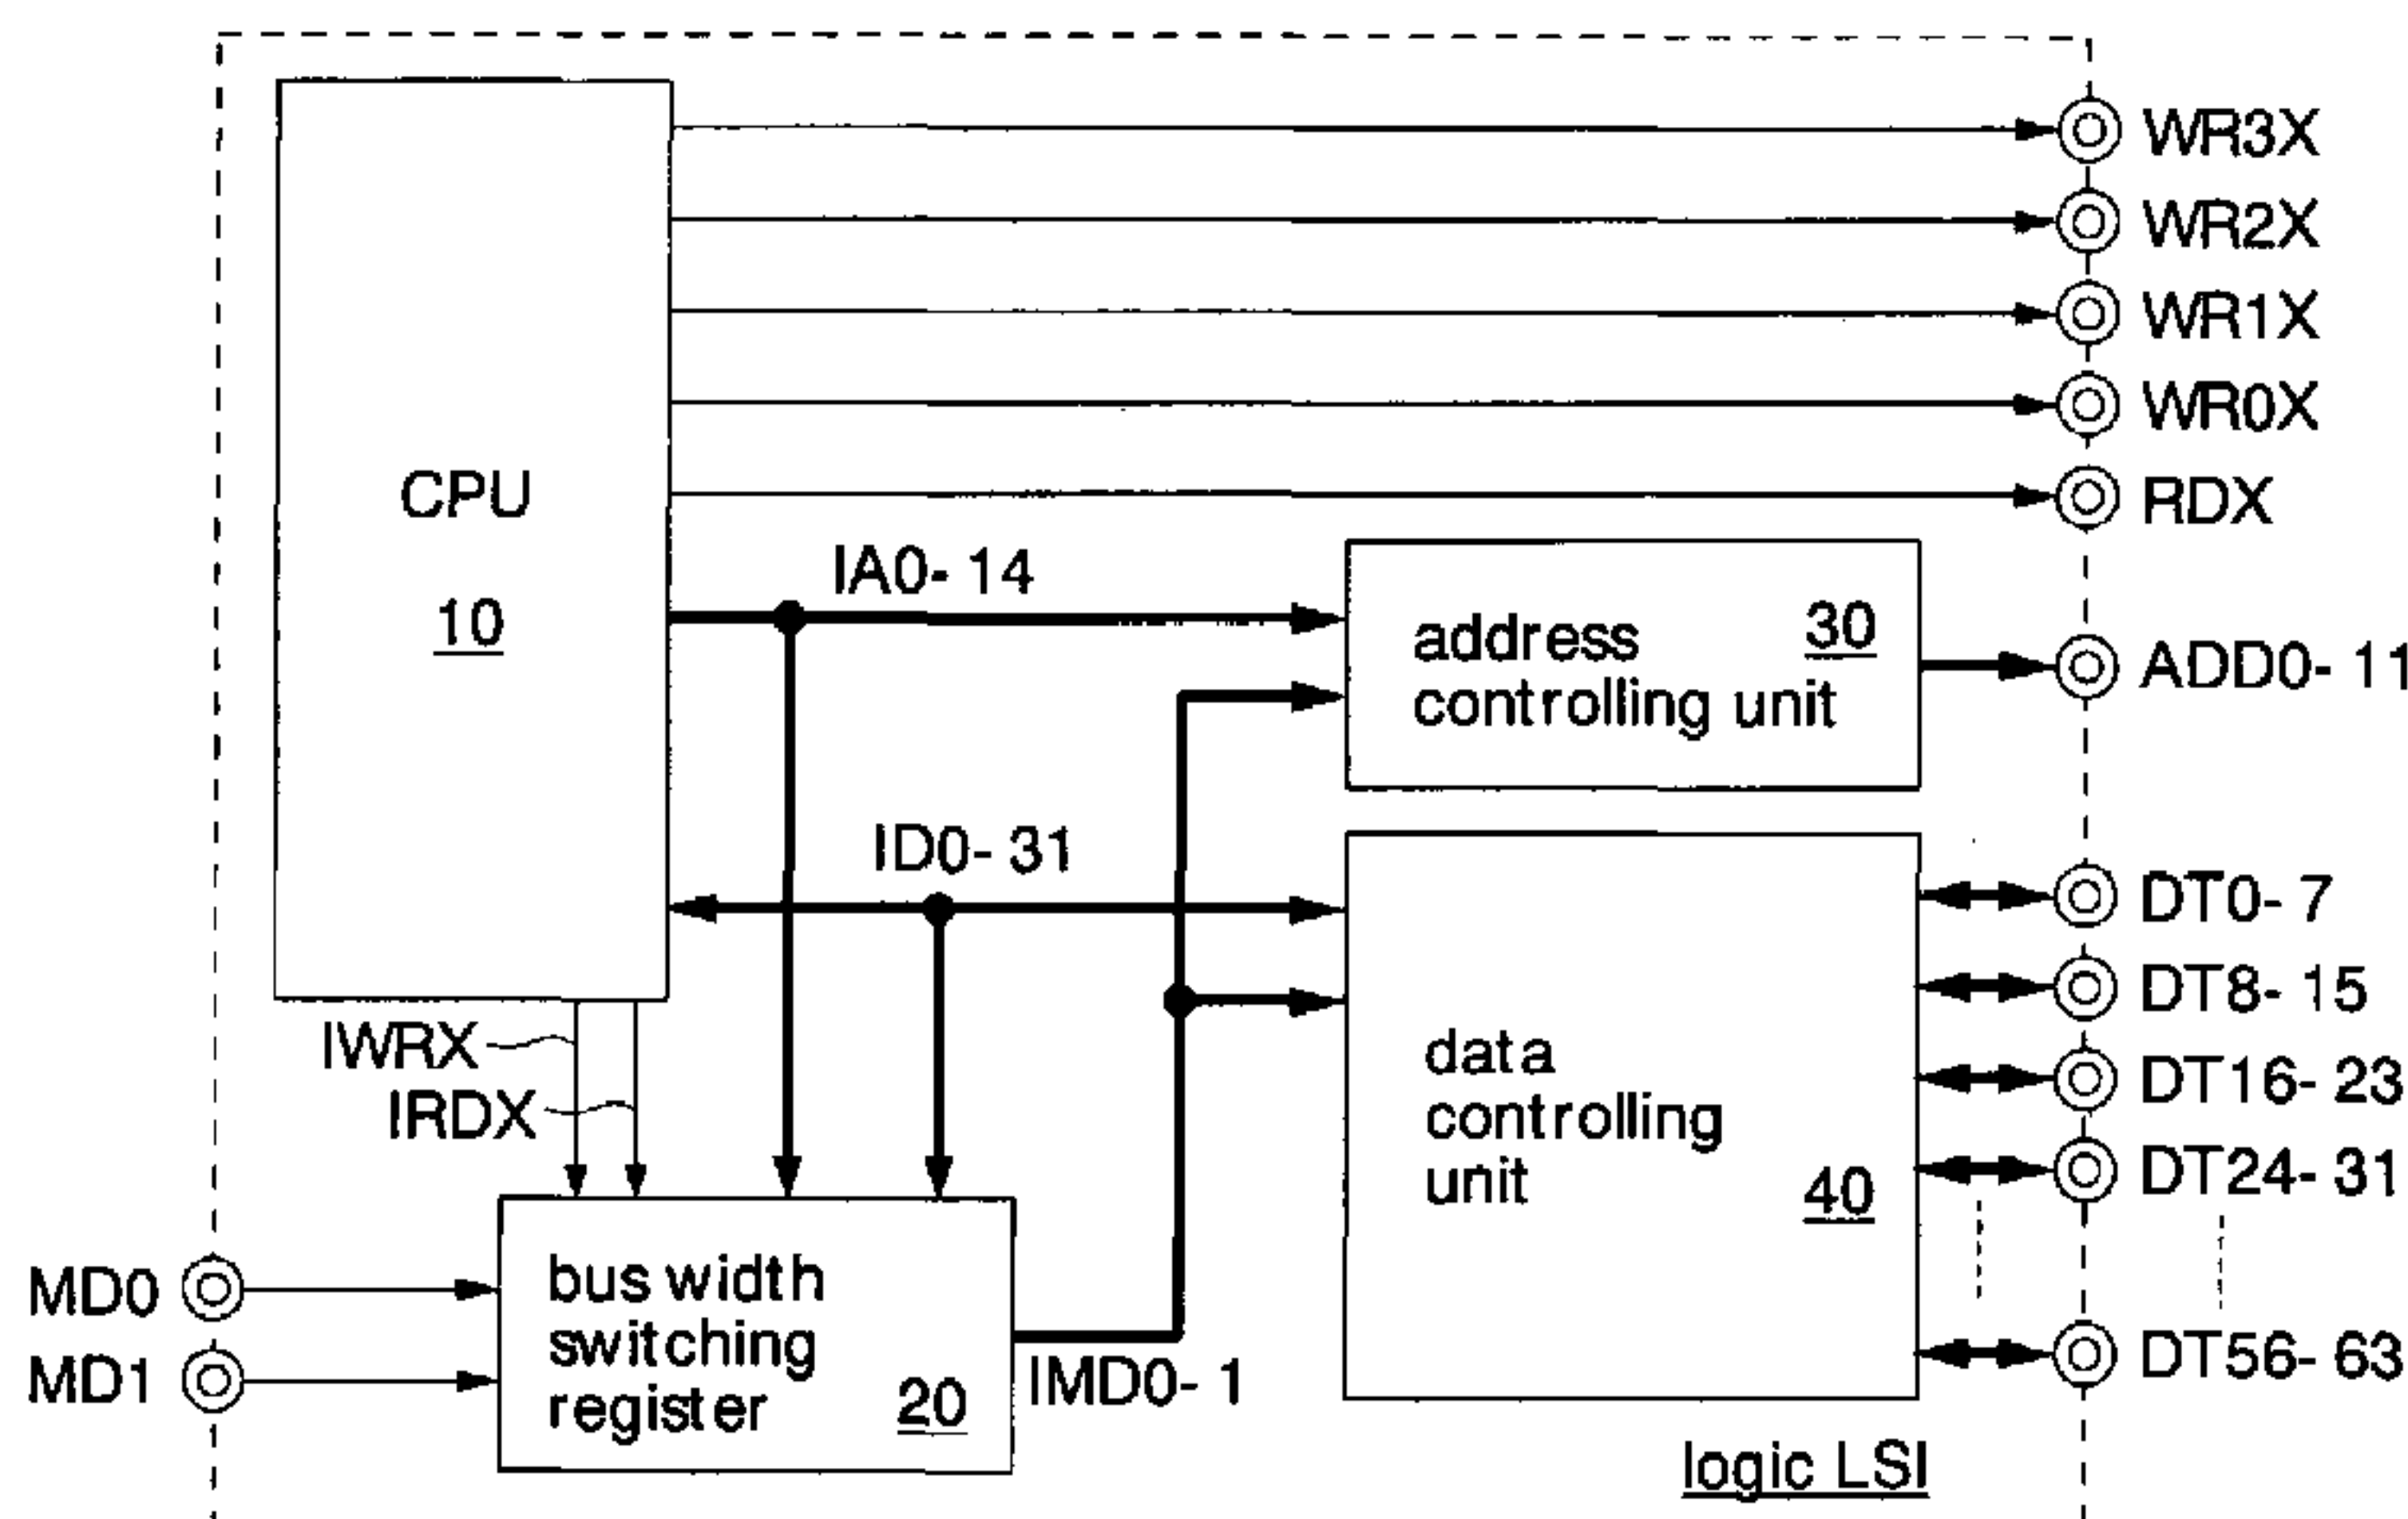 WR3X
WR2X
WR1X
WR0X
CPU
10
RDX
IA0-14
address
controlling unit
30
ADD0-11
ID0-31
DT0-7
DT8-15
IWRX
IRDX
data
controlling
unit
40
DT16-23
DT24-31
MD0
MD1
bus width
switching
register
20
IMD0-1
DT56-63
logic LSI